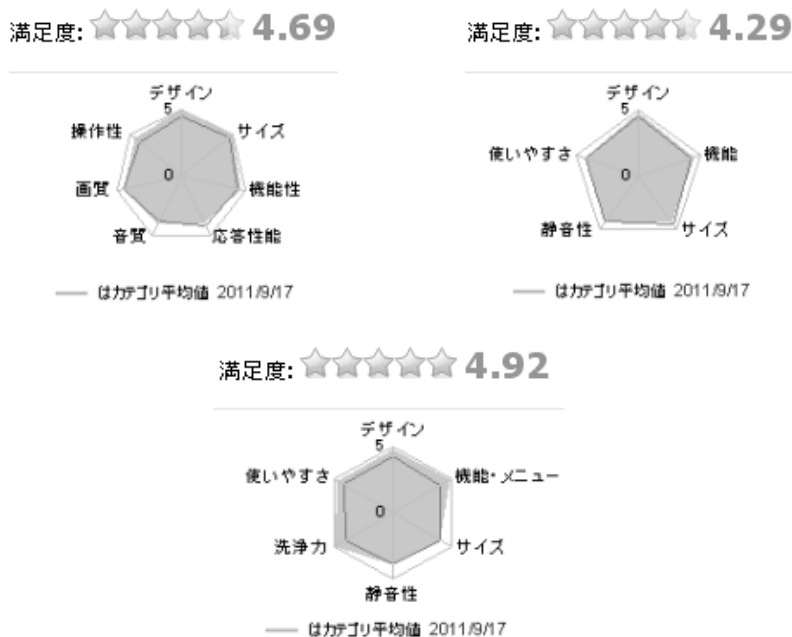 満足度: 4.69
デザイン
5
操作性
サイズ
0
画質
機能性
音質
応答性能
はカテゴリ平均値 2011/9/17
満足度: 4.29
デザイン
5
使いやすさ
機能
0
静音性
サイズ
はカテゴリ平均値 2011/9/17
満足度: 4.92
デザイン
5
使いやすさ
機能・メニュー
0
洗浄力
サイズ
静音性
はカテゴリ平均値 2011/9/17